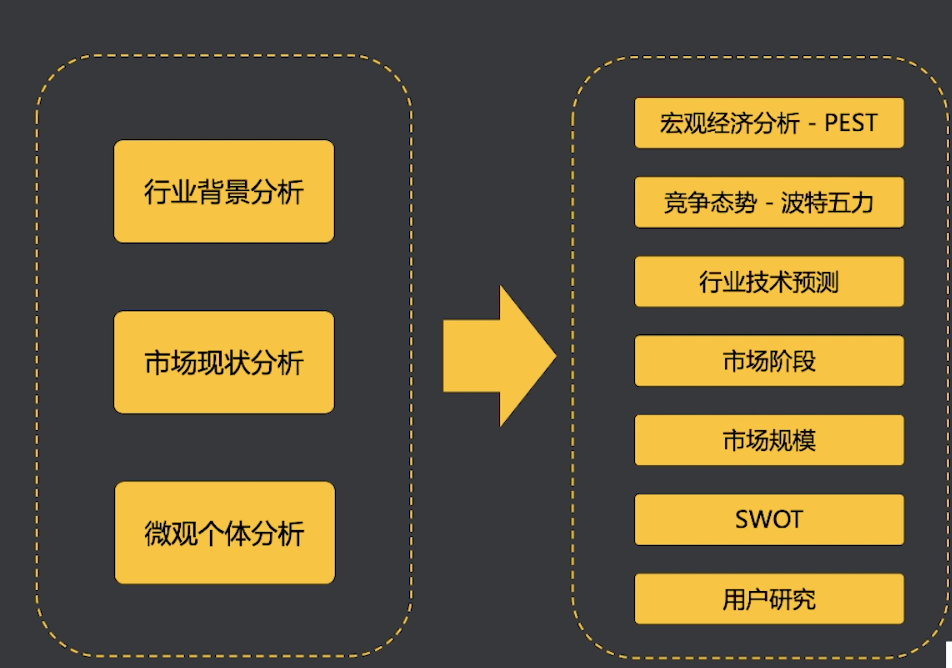 行业背景分析
市场现状分析
微观个体分析
宏观经济分析 - PEST
竞争态势 - 波特五力
行业技术预测
市场阶段
市场规模
SWOT
用户研究